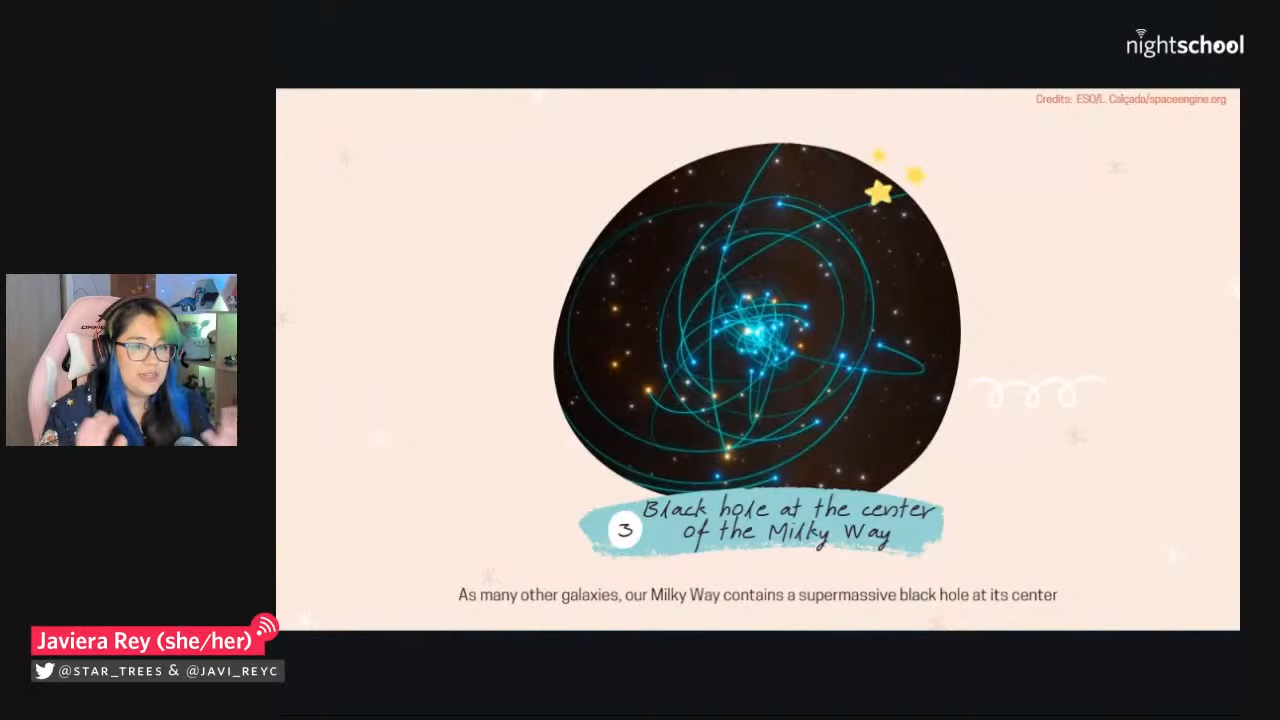 nightschool
Credits: ESO/L. Calçada/spaceengine.org
3
Black hole at the center
of the Milky Way
As many other galaxies, our Milky Way contains a supermassive black hole at its center
Javiera Rey (she/her)
@STAR_TREES & @JAVI_REYC